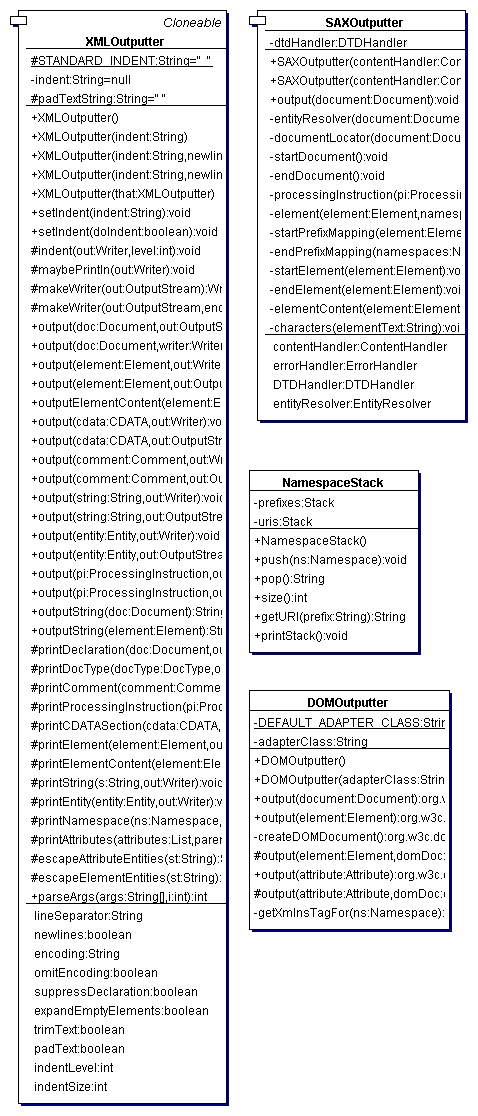 Cloneable
XMLOutputter
#STANDARD_INDENT:String=" "
-indent:String=null
#padTextString:String=" "
+XMLOutputter()
+XMLOutputter(indent:String)
+XMLOutputter(indent:String,newlin
+XMLOutputter(indent:String,newlin
+XMLOutputter(that:XMLOutputter)
+setIndent(indent:String):void
+setIndent(doIndent:boolean):void
#indent(out:Writer,level:int):void
#maybePrintln(out:Writer):void
#makeWriter(out:OutputStream):Wr
#makeWriter(out:OutputStream,enc
+output(doc:Document,out:OutputS
+output(doc:Document,writer:Writer
+output(element:Element,out:Write
+output(element:Element,out:Outpu
+outputElementContent(element:E
+output(cdata:CDATA,out:Writer):vo
+output(cdata:CDATA,out:OutputStr
+output(comment:Comment,out:Wr
+output(comment:Comment,out:Ou
+output(string:String,out:Writer):voic
+output(string:String,out:OutputStre
+output(entity:Entity,out:Writer):void
+output(entity:Entity,out:OutputStrea
+output(pi:ProcessingInstruction,ou
+output(pi:ProcessingInstruction,ou
+outputString(doc:Document):String
+outputString(element:Element):Str
#printDeclaration(doc:Document,ou
#printDocType(docType:DocType,o
#printComment(comment:Comme
#printProcessingInstruction(pi:Proc
#printCDATASection(cdata:CDATA,
#printElement(element:Element,out
#printElementContent(element:Ele
#printString(s:String,out:Writer):voic
#printEntity(entity:Entity,out:Writer):v
#printNamespace(ns:Namespace,
#printAttributes(attributes:List,paren
#escapeAttributeEntities(st:String):S
#escapeElementEntities(st:String):
+parseArgs(args:String[],i:int):int
lineSeparator:String
newlines:boolean
encoding:String
omitEncoding:boolean
suppressDeclaration:boolean
expandEmptyElements:boolean
trimText:boolean
padText:boolean
indentLevel:int
indentSize:int
SAXOutputter
-dtdHandler:DTDHandler
+SAXOutputter(contentHandler:Cor
+SAXOutputter(contentHandler:Cor
+output(document:Document):void
-entityResolver(document:Docume
-documentLocator(document:Docu
-startDocument():void
-endDocument():void
-processingInstruction(pi:Processi
-element(element:Element,namesp
-startPrefixMapping(element:Eleme
-endPrefixMapping(namespaces:N
-startElement(element:Element):vo
-endElement(element:Element):voi
-elementContent(element:Element
-characters(elementText:String):voi
contentHandler:ContentHandler
errorHandler:ErrorHandler
DTDHandler:DTDHandler
entityResolver:EntityResolver
NamespaceStack
-prefixes:Stack
-uris:Stack
+NamespaceStack()
+push(ns:Namespace):void
+pop():String
+size():int
+getURI(prefix:String):String
+printStack():void
DOMOutputter
-DEFAULT_ADAPTER_CLASS:Strin
-adapterClass:String
+DOMOutputter()
+DOMOutputter(adapterClass:Strin
+output(document:Document):org.v
+output(element:Element):org.w3c.
-createDOMDocument():org.w3c.dc
#output(element:Element,domDoc:
+output(attribute:Attribute):org.w3c.c
#output(attribute:Attribute,domDoc:c
-getXmlnsTagFor(ns:Namespace):